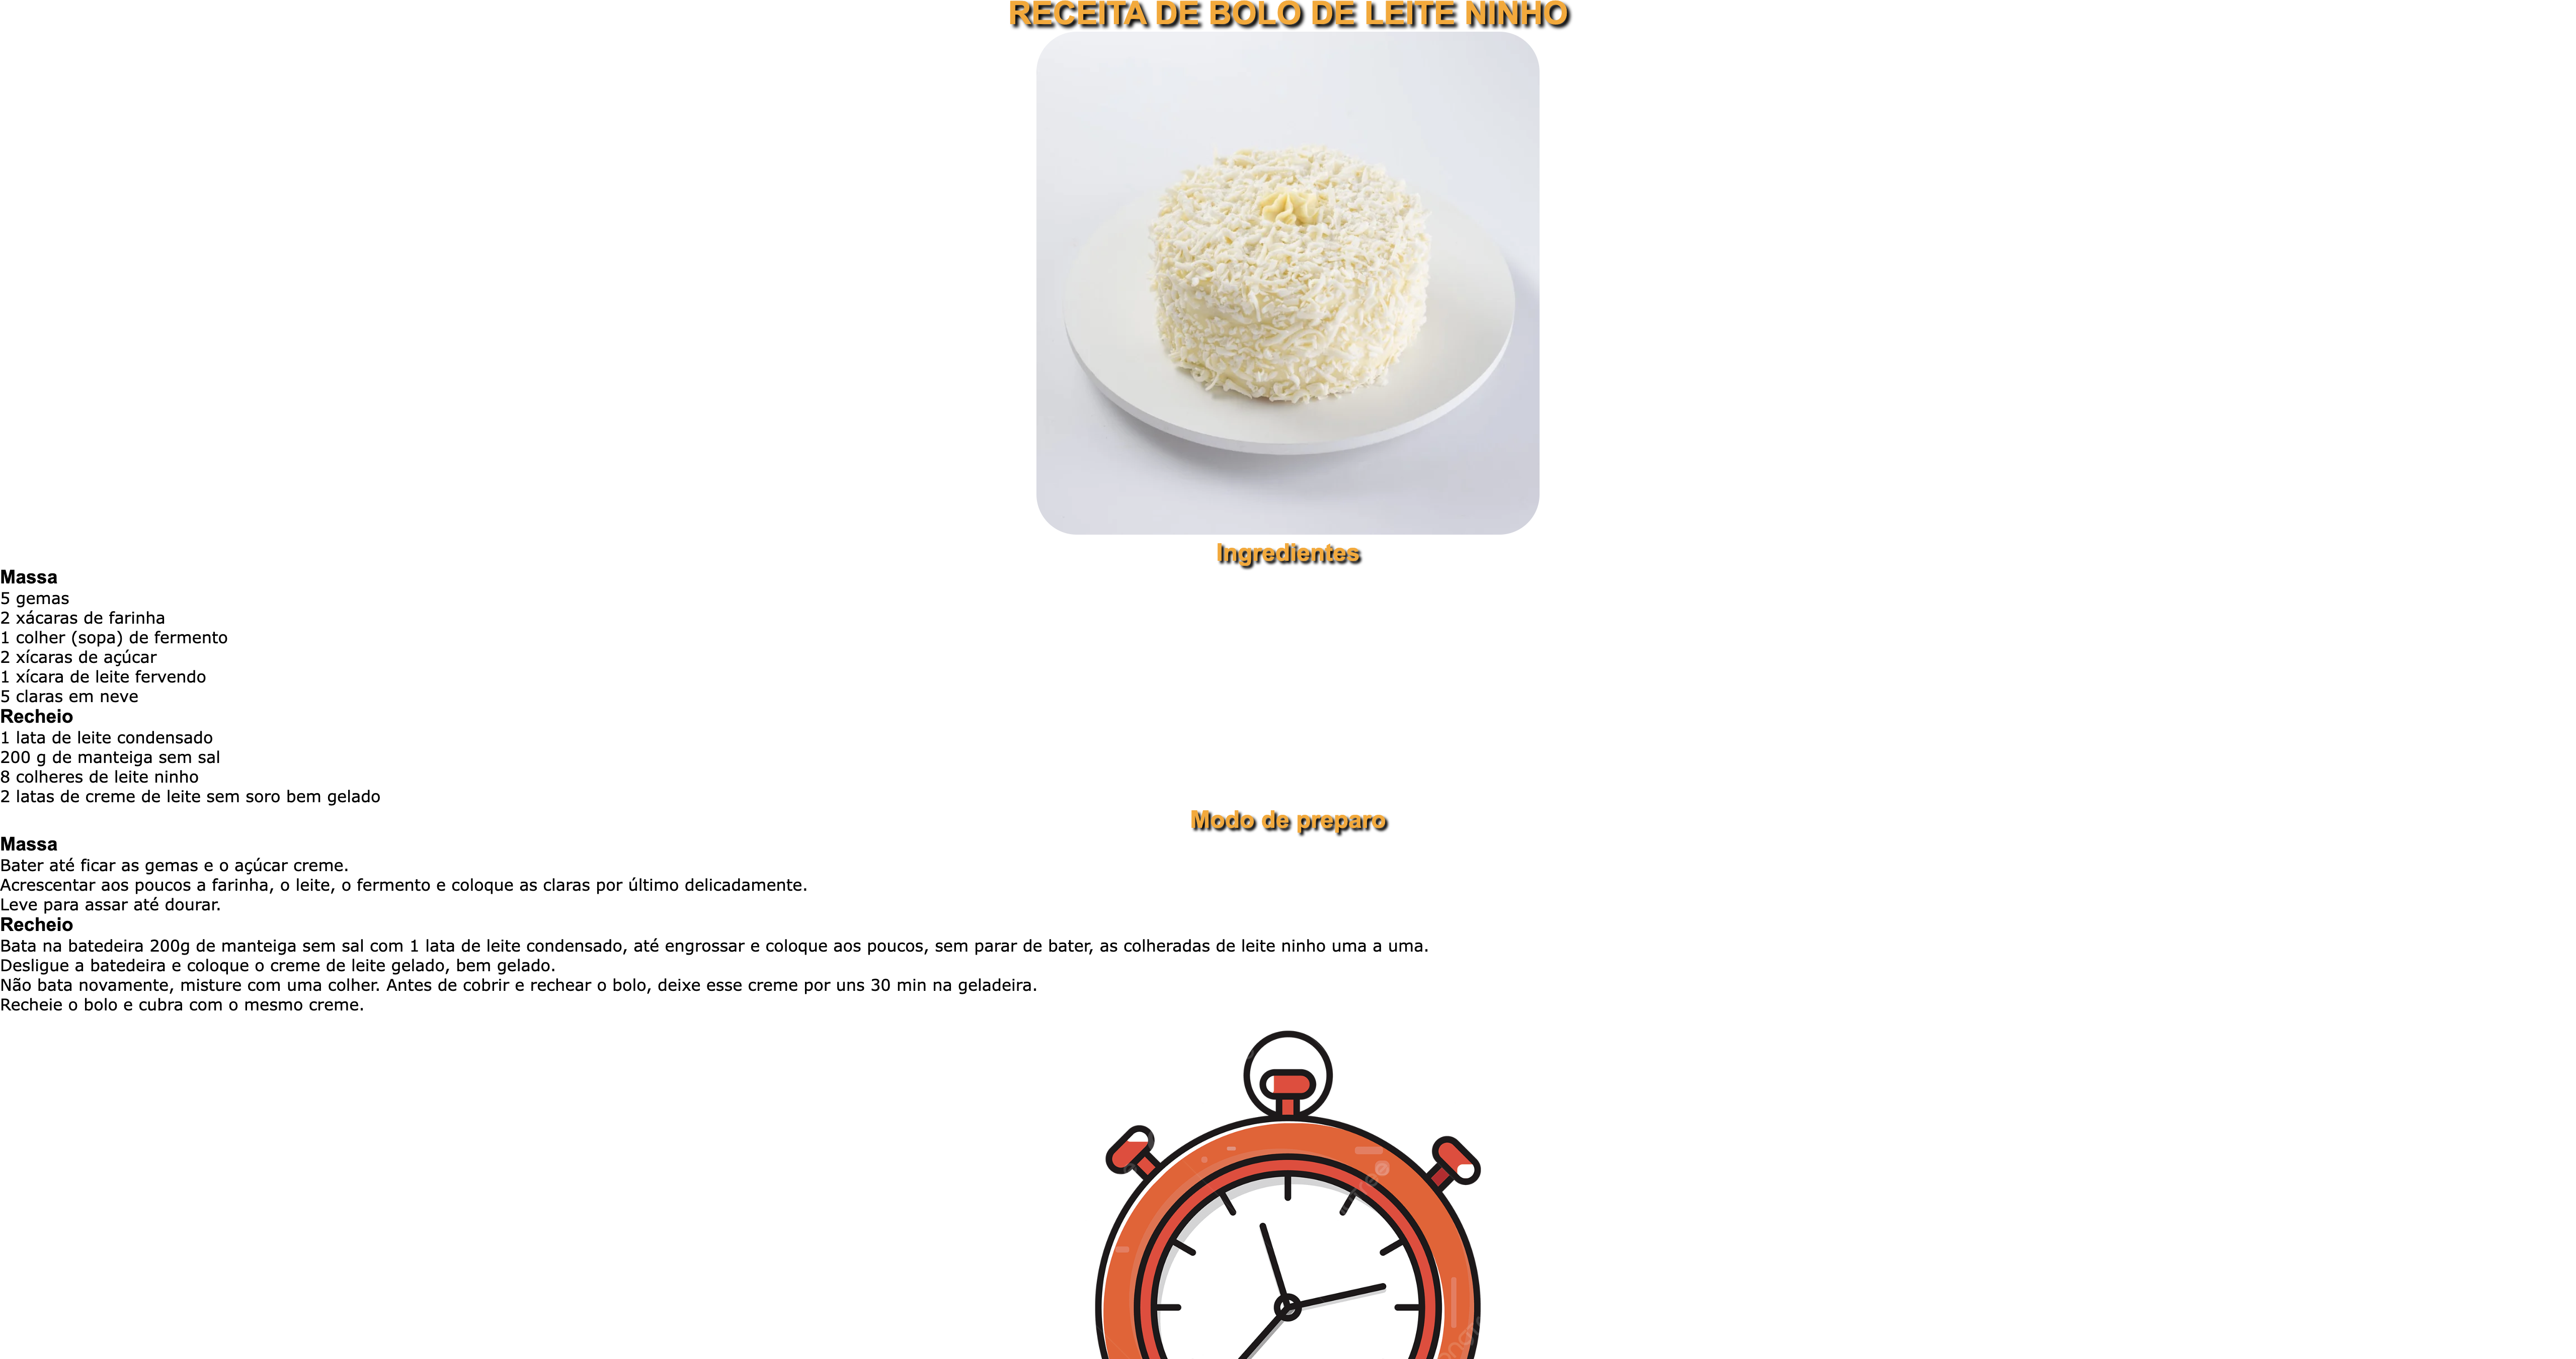 RECEITA DE BOLO DE LEITE NINHO
Ingredientes
Massa
5 gemas
2 xácaras de farinha
1 colher (sopa) de fermento
2 xícaras de açúcar
1 xícara de leite fervendo
5 claras em neve
Recheio
1 lata de leite condensado
200 g de manteiga sem sal
8 colheres de leite ninho
2 latas de creme de leite sem soro bem gelado
Modo de preparo
Massa
Bater até ficar as gemas e o açúcar creme.
Acrescentar aos poucos a farinha, o leite, o fermento e coloque as claras por último delicadamente.
Leve para assar até dourar.
Recheio
Bata na batedeira 200g de manteiga sem sal com 1 lata de leite condensado, até engrossar e coloque aos poucos, sem parar de bater, as colheradas de leite ninho uma a uma.
Desligue a batedeira e coloque o creme de leite gelado, bem gelado.
Não bata novamente, misture com uma colher. Antes de cobrir e rechear o bolo, deixe esse creme por uns 30 min na geladeira.
Recheie o bolo e cubra com o mesmo creme.